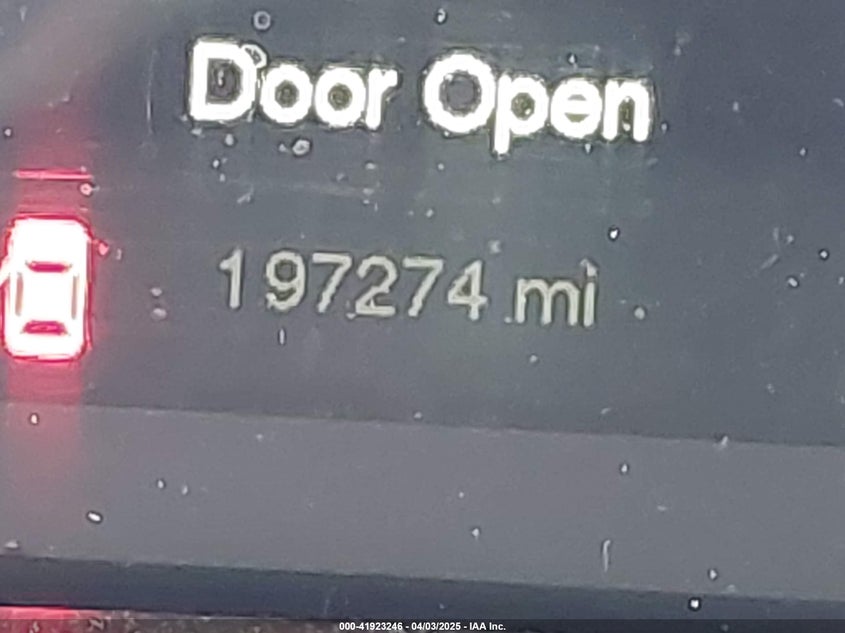 Door Open
197274 mi
000-41923246 - 04/03/2025 - IAA Inc.